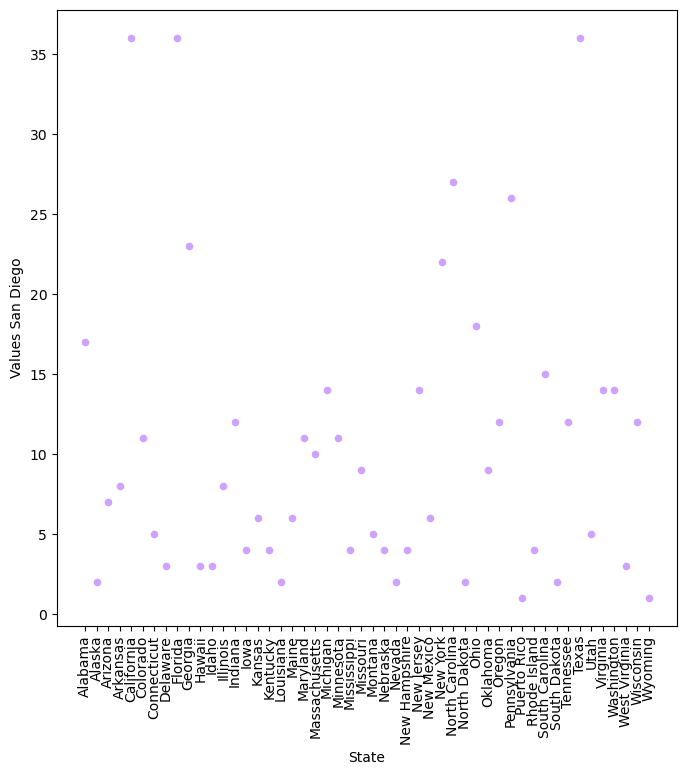 35
30
25
20
15
10
5
0
Values San Diego
Alabama
Alaska
Arizona
Arkansas
California
Colorado
Connecticut
Delaware
Florida
Georgia
Hawaii
Idaho
Illinois
Indiana
Iowa
Kansas
Kentucky
Louisiana
Maine
Maryland
Massachusetts
Michigan
Minnesota
Mississippi
Missouri
Montana
Nebraska
Nevada
New Hampshire
New Jersey
New Mexico
New York
North Carolina
North Dakota
Ohio
Oklahoma
Oregon
Pennsylvania
Puerto Rico
Rhode Island
South Carolina
South Dakota
Tennessee
Texas
Utah
Virginia
Washington
West Virginia
Wisconsin
Wyoming
State